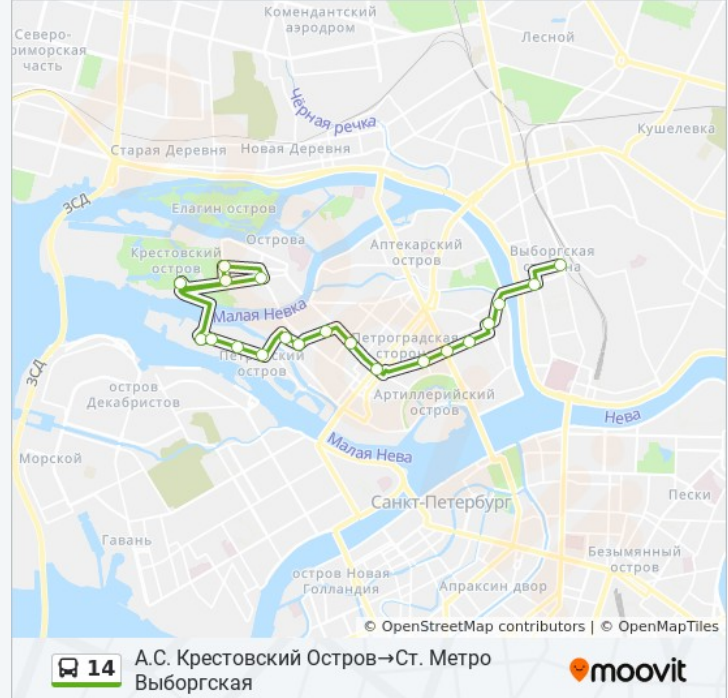 Комендантский
аэродром
Северо-
риморская
часть
Лесной
Чёрная речка
Кушелевка
Старая Деревня
Новая Деревня
ЗСД
Елагин остров
Острова
Аптекарский
остров
Крестовский
остров
Выборгская
Малая Невка
Петроградская
сторона
ЗСД
остров
остров
Декабристов
Артиллерийский
остров
Нева
Малая Нева
Морской
Санкт-Петербург
Пески
Гавань
Безымянный
остров
остров Новая
Голландия
Апраксин двор
© OpenStreetMap contributors | © OpenMapTiles
14
А.С. Крестовский Остров→Ст. Метро
Выборгская
moovit